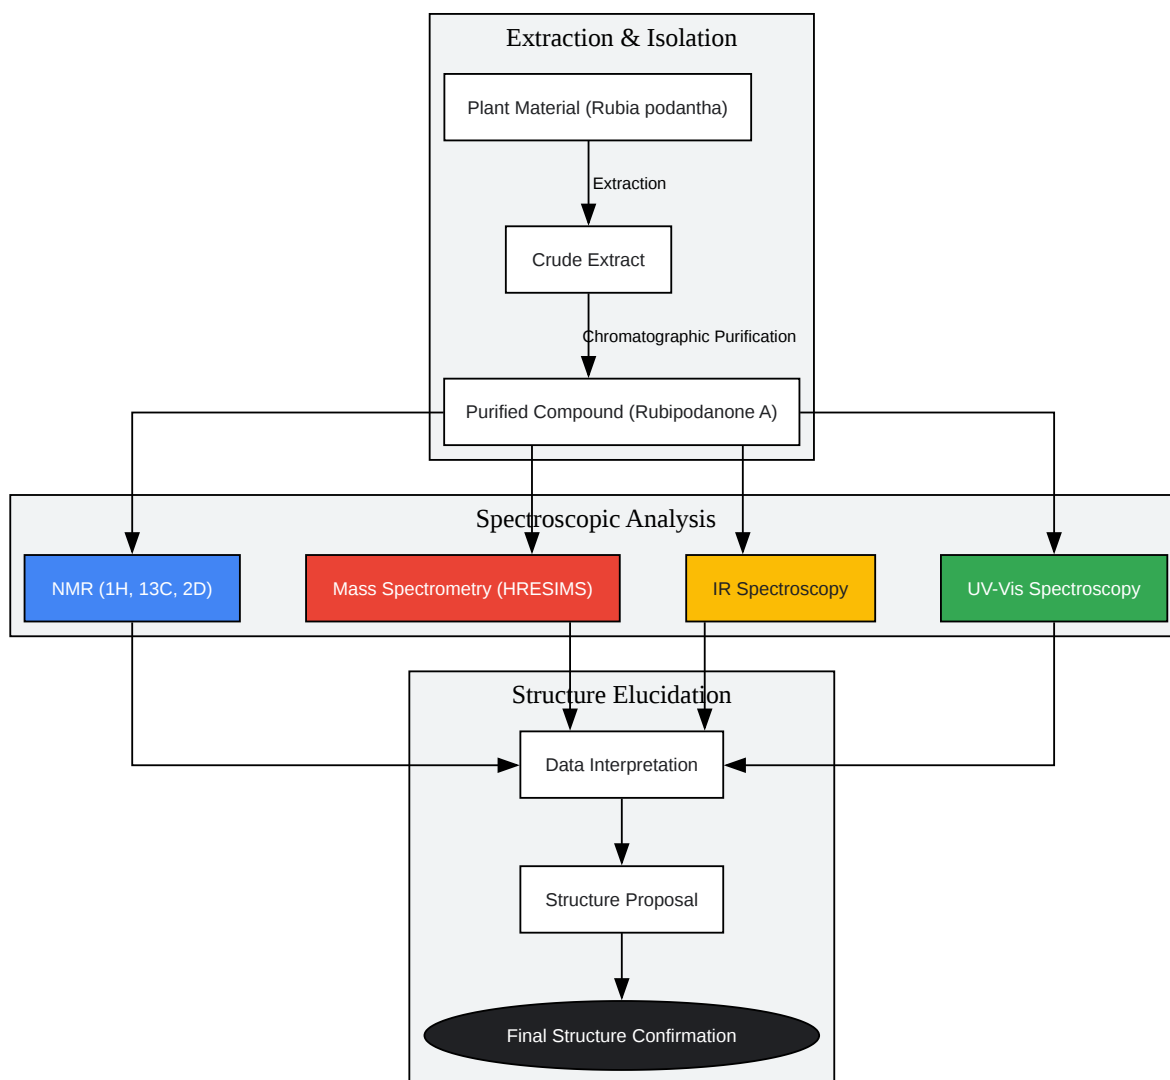 Extraction & Isolation
Plant Material (Rubia podantha)
Extraction
Crude Extract
Chromatographic Purification
Purified Compound (Rubipodanone A)
Spectroscopic Analysis
NMR (1H, 13C, 2D)
Mass Spectrometry (HRESIMS)
IR Spectroscopy
UV-Vis Spectroscopy
Structure Elucidation
Data Interpretation
Structure Proposal
Final Structure Confirmation